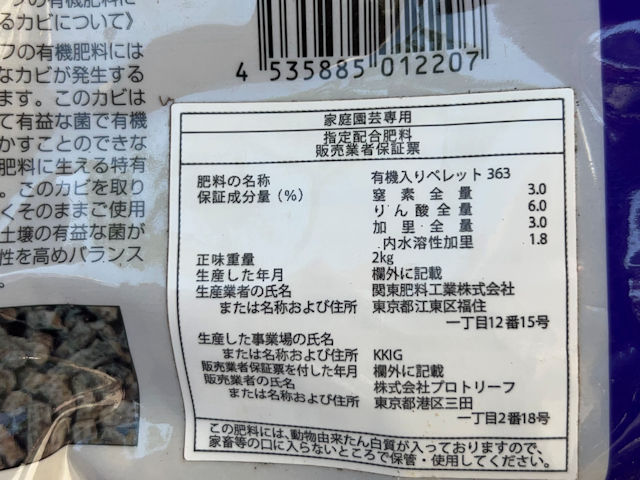 の有機肥料に
るカビについて》
フの有機肥料には
なカビが発生する
ます。このカビは
て有益な菌で有機
かすことのできな
肥料に生える特有
。このカビを取り
くそのままご使用
土壌の有益な菌が
性を高めバランス
。
4 535885 012207
家庭園芸専用
指定配合肥料
販売業者保証票
肥料の名称 有機入りペレット 363
保証成分量（%） 窒素全量 3.0
りん酸全量 6.0
加里全量 3.0
内水溶性加里 1.8
正味重量 2kg
生産した年月 欄外に記載
生産業者の氏名 関東肥料工業株式会社
または名称および住所 東京都江東区福住
一丁目12番15号
生産した事業場の氏名
または名称および住所 KKIG
販売業者保証票を付した年月 欄外に記載
販売業者の氏名 株式会社プロトリーフ
または名称および住所 東京都港区三田
一丁目2番18号
この肥料には、動物由来たん白質が入っておりますので、
家畜等の口に入らないところで保管・使用してください。